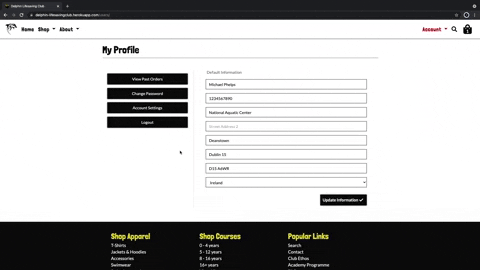 Dolphin Lifesaving Club
dolphin-lifesavingclub.herokuapp.com
Home Shop About Account
My Profile
View Past Orders
Change Password
Account Settings
Logout
Default Information
Michael Phelps
1234567890
National Aquatic Center
Street Address 2
Downtown
Dublin 15
D15 A6WR
Ireland
Update Information
Shop Apparel
T-Shirts
Jackets & Hoodies
Accessories
Swimwear
Shop Courses
0 - 4 years
5 - 12 years
8 - 16 years
16+ years
Popular Links
Search
Contact
Club Ethos
Academy Programme